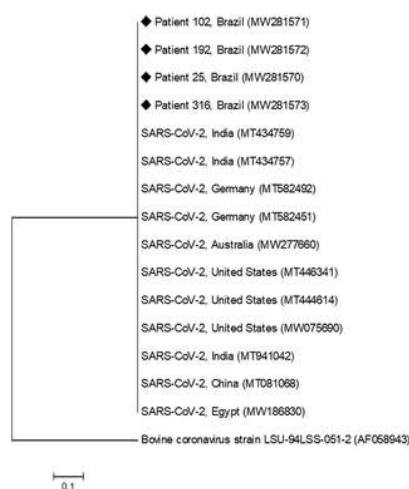 Patient 102, Brazil (MW281571)
Patient 192, Brazil (MW281572)
Patient 25, Brazil (MW281570)
Patient 316, Brazil (MW281573)
SARS-CoV-2, India (MT434759)
SARS-CoV-2, India (MT434757)
SARS-CoV-2, Germany (MT582492)
SARS-CoV-2, Germany (MT582451)
SARS-CoV-2, Australia (MW277660)
SARS-CoV-2, United States (MT446341)
SARS-CoV-2, United States (MT444614)
SARS-CoV-2, United States (MW075690)
SARS-CoV-2, India (MT941042)
SARS-CoV-2, China (MT081068)
SARS-CoV-2, Egypt (MW186830)
Bovine coronavirus strain LSU-94LSS-051-2 (AF058943)
0.1